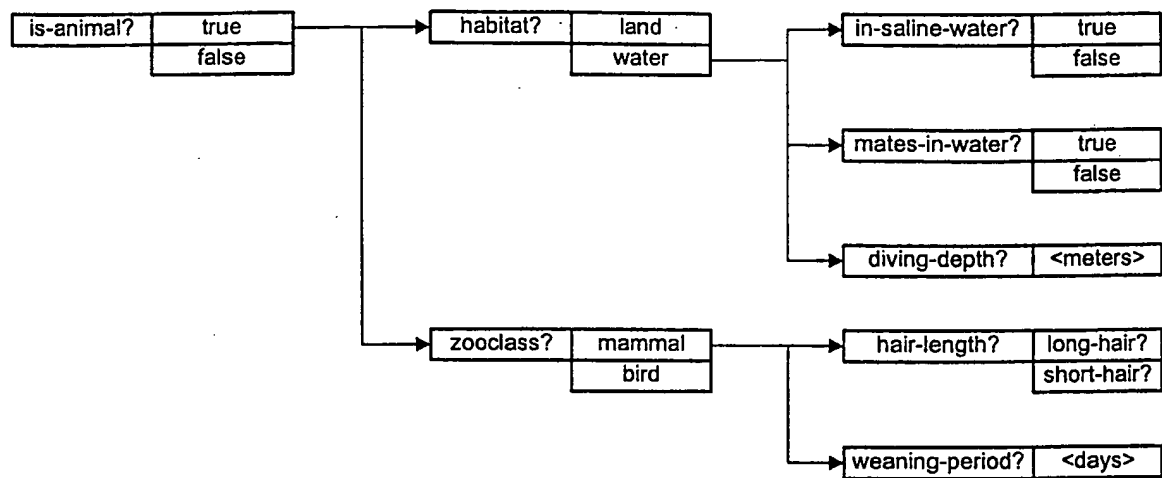 is-animal? true
false
habitat? land
water
in-saline-water? true
false
mates-in-water? true
false
diving-depth? <meters>
zooclass? mammal
bird
hair-length? long-hair?
short-hair?
weaning-period? <days>